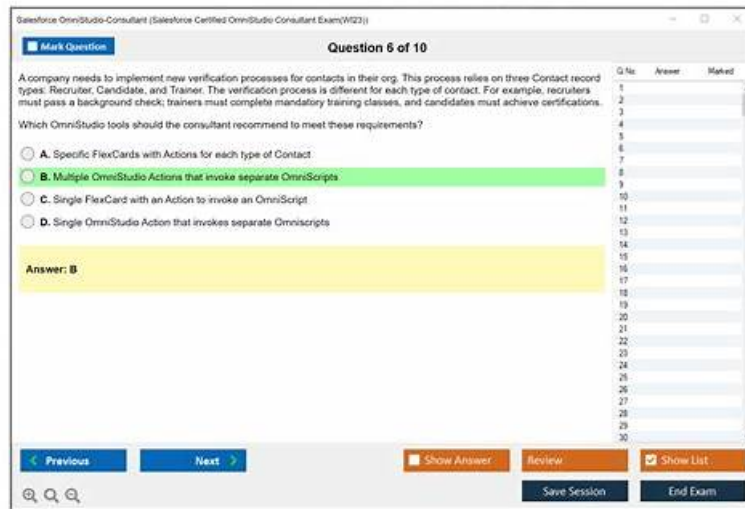 Salesforce OmniStudio-Consultant (Salesforce Certified OmniStudio Consultant Exam(WI23))
Mark Question
Question 6 of 10
A company needs to implement new verification processes for contacts in their org. This process relies on three Contact record
types: Recruiter, Candidate, and Trainer. The verification process is different for each type of contact. For example, recruiters
must pass a background check; trainers must complete mandatory training classes, and candidates must achieve certifications.
Which OmniStudio tools should the consultant recommend to meet these requirements?
A. Specific FlexCards with Actions for each type of Contact
B. Multiple OmniStudio Actions that invoke separate OmniScripts
C. Single FlexCard with an Action to invoke an OmniScript
D. Single OmniStudio Action that invokes separate Omniscripts
Answer: B
Q No Answer Marked
1
2
3
4
5
6
7
8
9
10
11
12
13
14
15
16
17
18
19
20
21
22
23
24
25
26
27
28
29
30
Previous
Next
Show Answer
Review
Show List
Save Session
End Exam